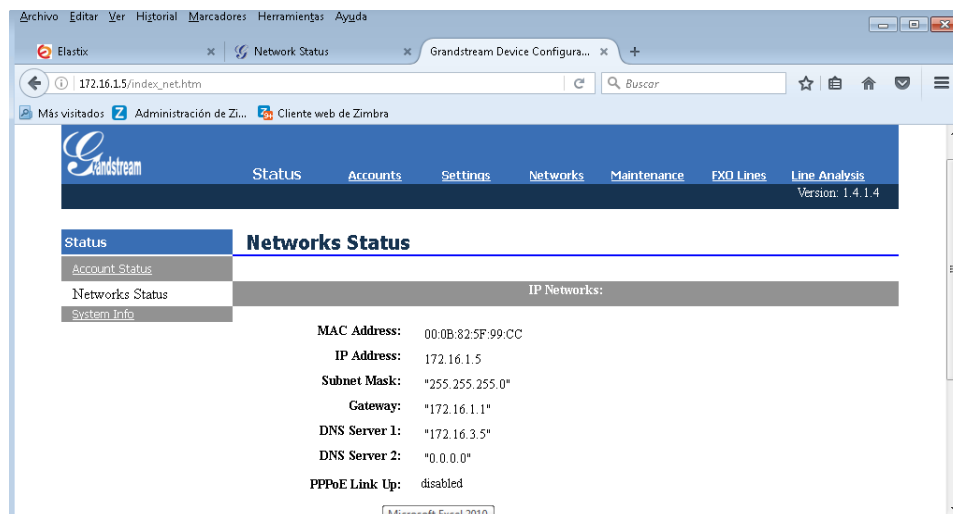 Archivo Editar Ver Historial Marcadores Herramientas Ayuda
Elastix Network Status Grandstream Device Configura...
172.16.1.5/index_net.htm Buscar
Más visitados Administración de Zi... Cliente web de Zimbra
Grandstream
Status Accounts Settings Networks Maintenance FXO Lines Line Analysis
Version: 1.4.1.4
Status
Account Status
Networks Status
System Info
Networks Status
IP Networks:
MAC Address: 00:0B:82:5F:99:CC
IP Address: 172.16.1.5
Subnet Mask: "255.255.255.0"
Gateway: "172.16.1.1"
DNS Server 1: "172.16.3.5"
DNS Server 2: "0.0.0.0"
PPPoE Link Up: disabled
Microsoft Excel 2010